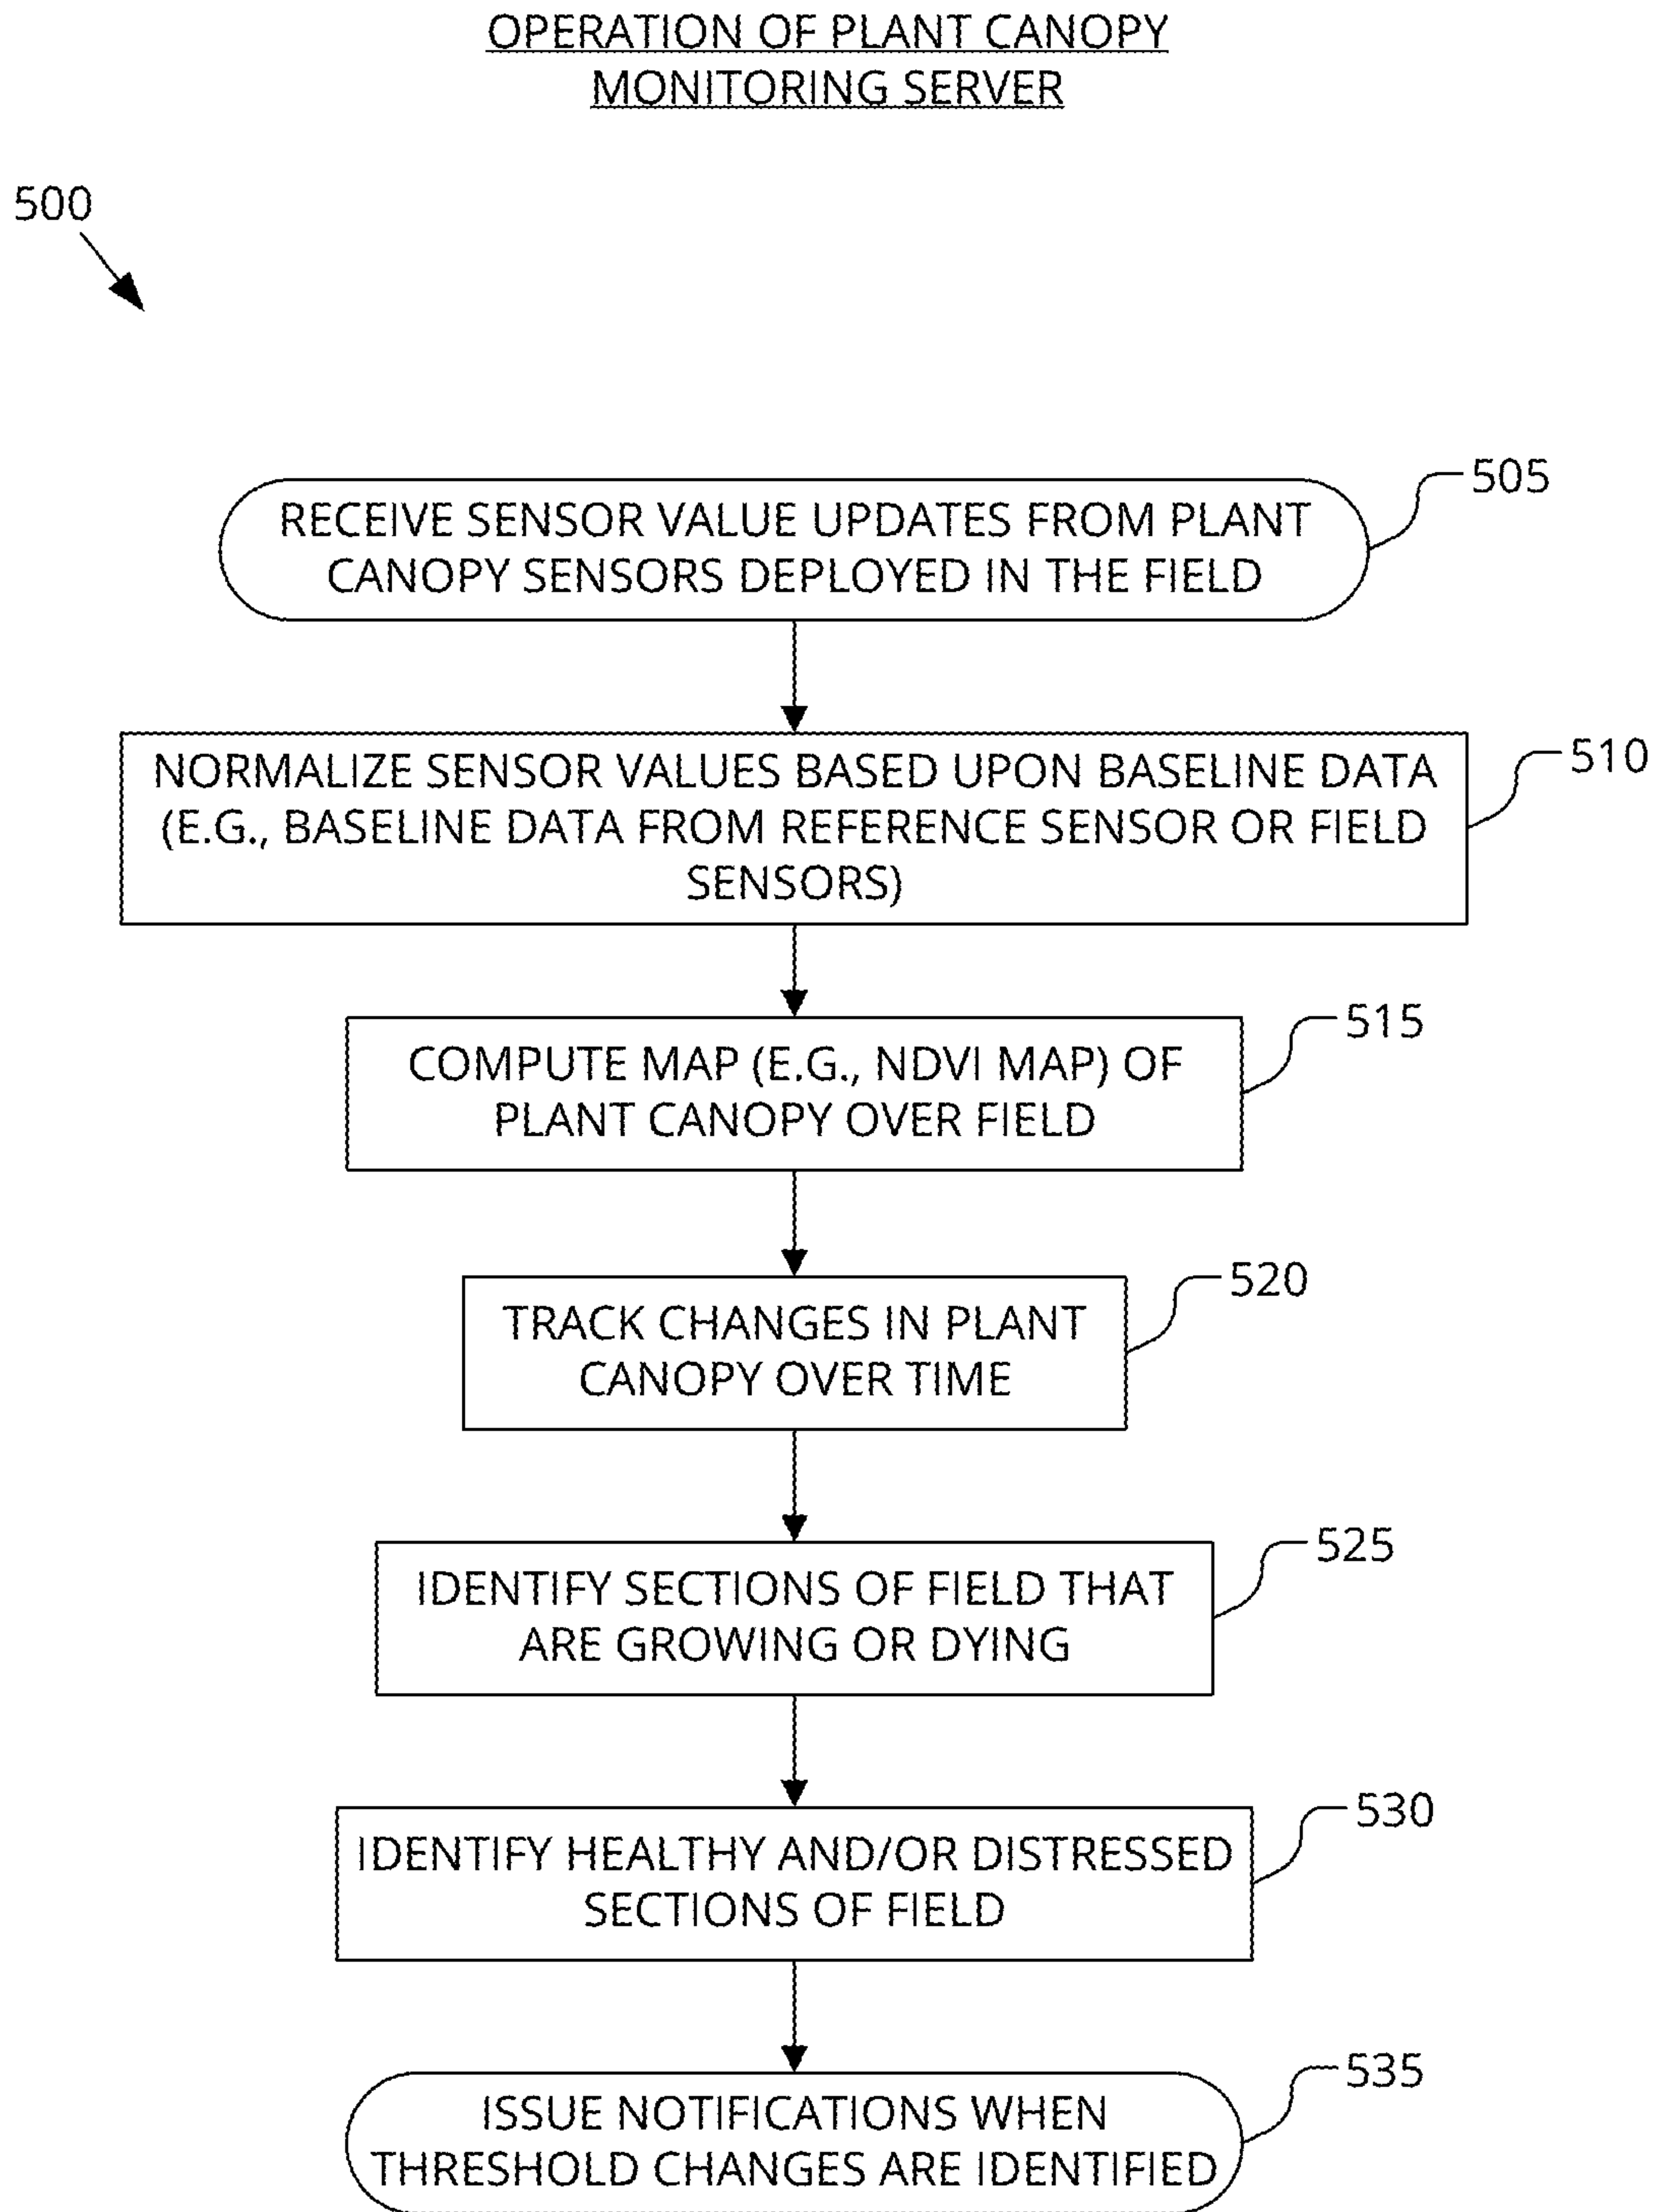 OPERATION OF PLANT CANOPY
MONITORING SERVER
500
RECEIVE SENSOR VALUE UPDATES FROM PLANT
CANOPY SENSORS DEPLOYED IN THE FIELD
505
NORMALIZE SENSOR VALUES BASED UPON BASELINE DATA
(E.G., BASELINE DATA FROM REFERENCE SENSOR OR FIELD
SENSORS)
510
COMPUTE MAP (E.G., NDVI MAP) OF
PLANT CANOPY OVER FIELD
515
TRACK CHANGES IN PLANT
CANOPY OVER TIME
520
IDENTIFY SECTIONS OF FIELD THAT
ARE GROWING OR DYING
525
IDENTIFY HEALTHY AND/OR DISTRESSED
SECTIONS OF FIELD
530
ISSUE NOTIFICATIONS WHEN
THRESHOLD CHANGES ARE IDENTIFIED
535